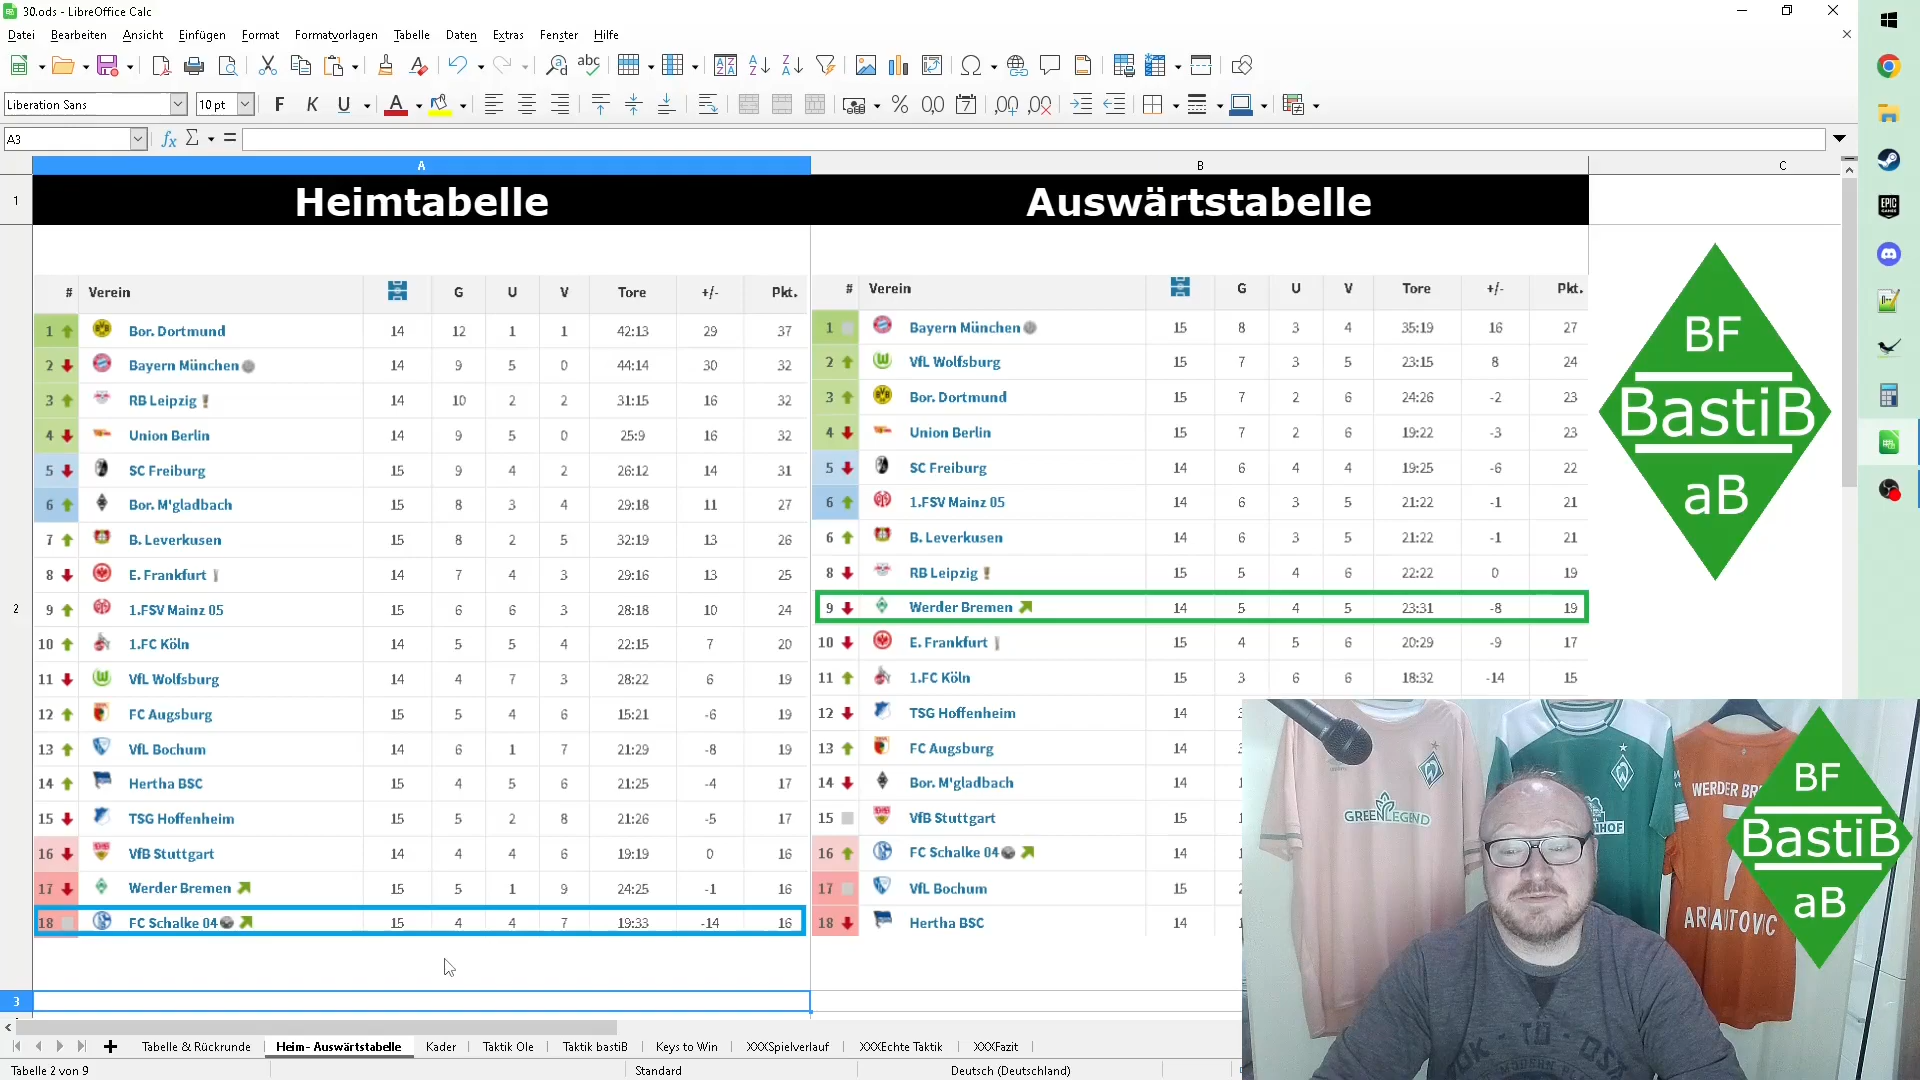 30.ods - LibreOffice Calc
Datei Bearbeiten Ansicht Einfügen Format Formatvorlagen Tabelle Daten Extras Fenster Hilfe
Liberation Sans 10 pt F K U
A3
A B C
1 Heimtabelle Auswärtstabelle
2
3
# Verein G U V Tore +/- Pkt.
1 Bor. Dortmund 14 12 1 1 42:13 29 37
2 Bayern München 14 9 5 0 44:14 30 32
3 RB Leipzig 14 10 2 2 31:15 16 32
4 Union Berlin 14 9 5 0 25:9 16 32
5 SC Freiburg 15 9 4 2 26:12 14 31
6 Bor. M'gladbach 15 8 3 4 29:18 11 27
7 B. Leverkusen 15 8 2 5 32:19 13 26
8 E. Frankfurt 14 7 4 3 29:16 13 25
9 1.FSV Mainz 05 15 6 6 3 28:18 10 24
10 1.FC Köln 14 5 5 4 22:15 7 20
11 VfL Wolfsburg 14 4 7 3 28:22 6 19
12 FC Augsburg 15 5 4 6 15:21 -6 19
13 VfL Bochum 14 6 1 7 21:29 -8 19
14 Hertha BSC 15 4 5 6 21:25 -4 17
15 TSG Hoffenheim 15 5 2 8 21:26 -5 17
16 VfB Stuttgart 14 4 4 6 19:19 0 16
17 Werder Bremen 15 5 1 9 24:25 -1 16
18 FC Schalke 04 15 4 4 7 19:33 -14 16
# Verein G U V Tore +/- Pkt.
1 Bayern München 15 8 3 4 35:19 16 27
2 VfL Wolfsburg 15 7 3 5 23:15 8 24
3 Bor. Dortmund 15 7 2 6 24:26 -2 23
4 Union Berlin 15 7 2 6 19:22 -3 23
5 SC Freiburg 14 6 4 4 19:25 -6 22
6 1.FSV Mainz 05 14 6 3 5 21:22 -1 21
6 B. Leverkusen 14 6 3 5 21:22 -1 21
8 RB Leipzig 15 5 4 6 22:22 0 19
9 Werder Bremen 14 5 4 5 23:31 -8 19
10 E. Frankfurt 15 4 5 6 20:29 -9 17
11 1.FC Köln 15 3 6 6 18:32 -14 15
12 TSG Hoffenheim 14
13 FC Augsburg 14
14 Bor. M'gladbach 14
15 VfB Stuttgart 15
16 FC Schalke 04 14
17 VfL Bochum 15
18 Hertha BSC 14
BF
BastiB
aB
GREENLEGEND
WERDER
BF
BastiB
aB
Tabelle & Rückrunde Heim- Auswärtstabelle Kader Taktik Ole Taktik bastiB Keys to Win XXXSpielverlauf XXXEchte Taktik XXXFazit
Tabelle 2 von 9 Standard Deutsch (Deutschland)
EPIC
GAMES